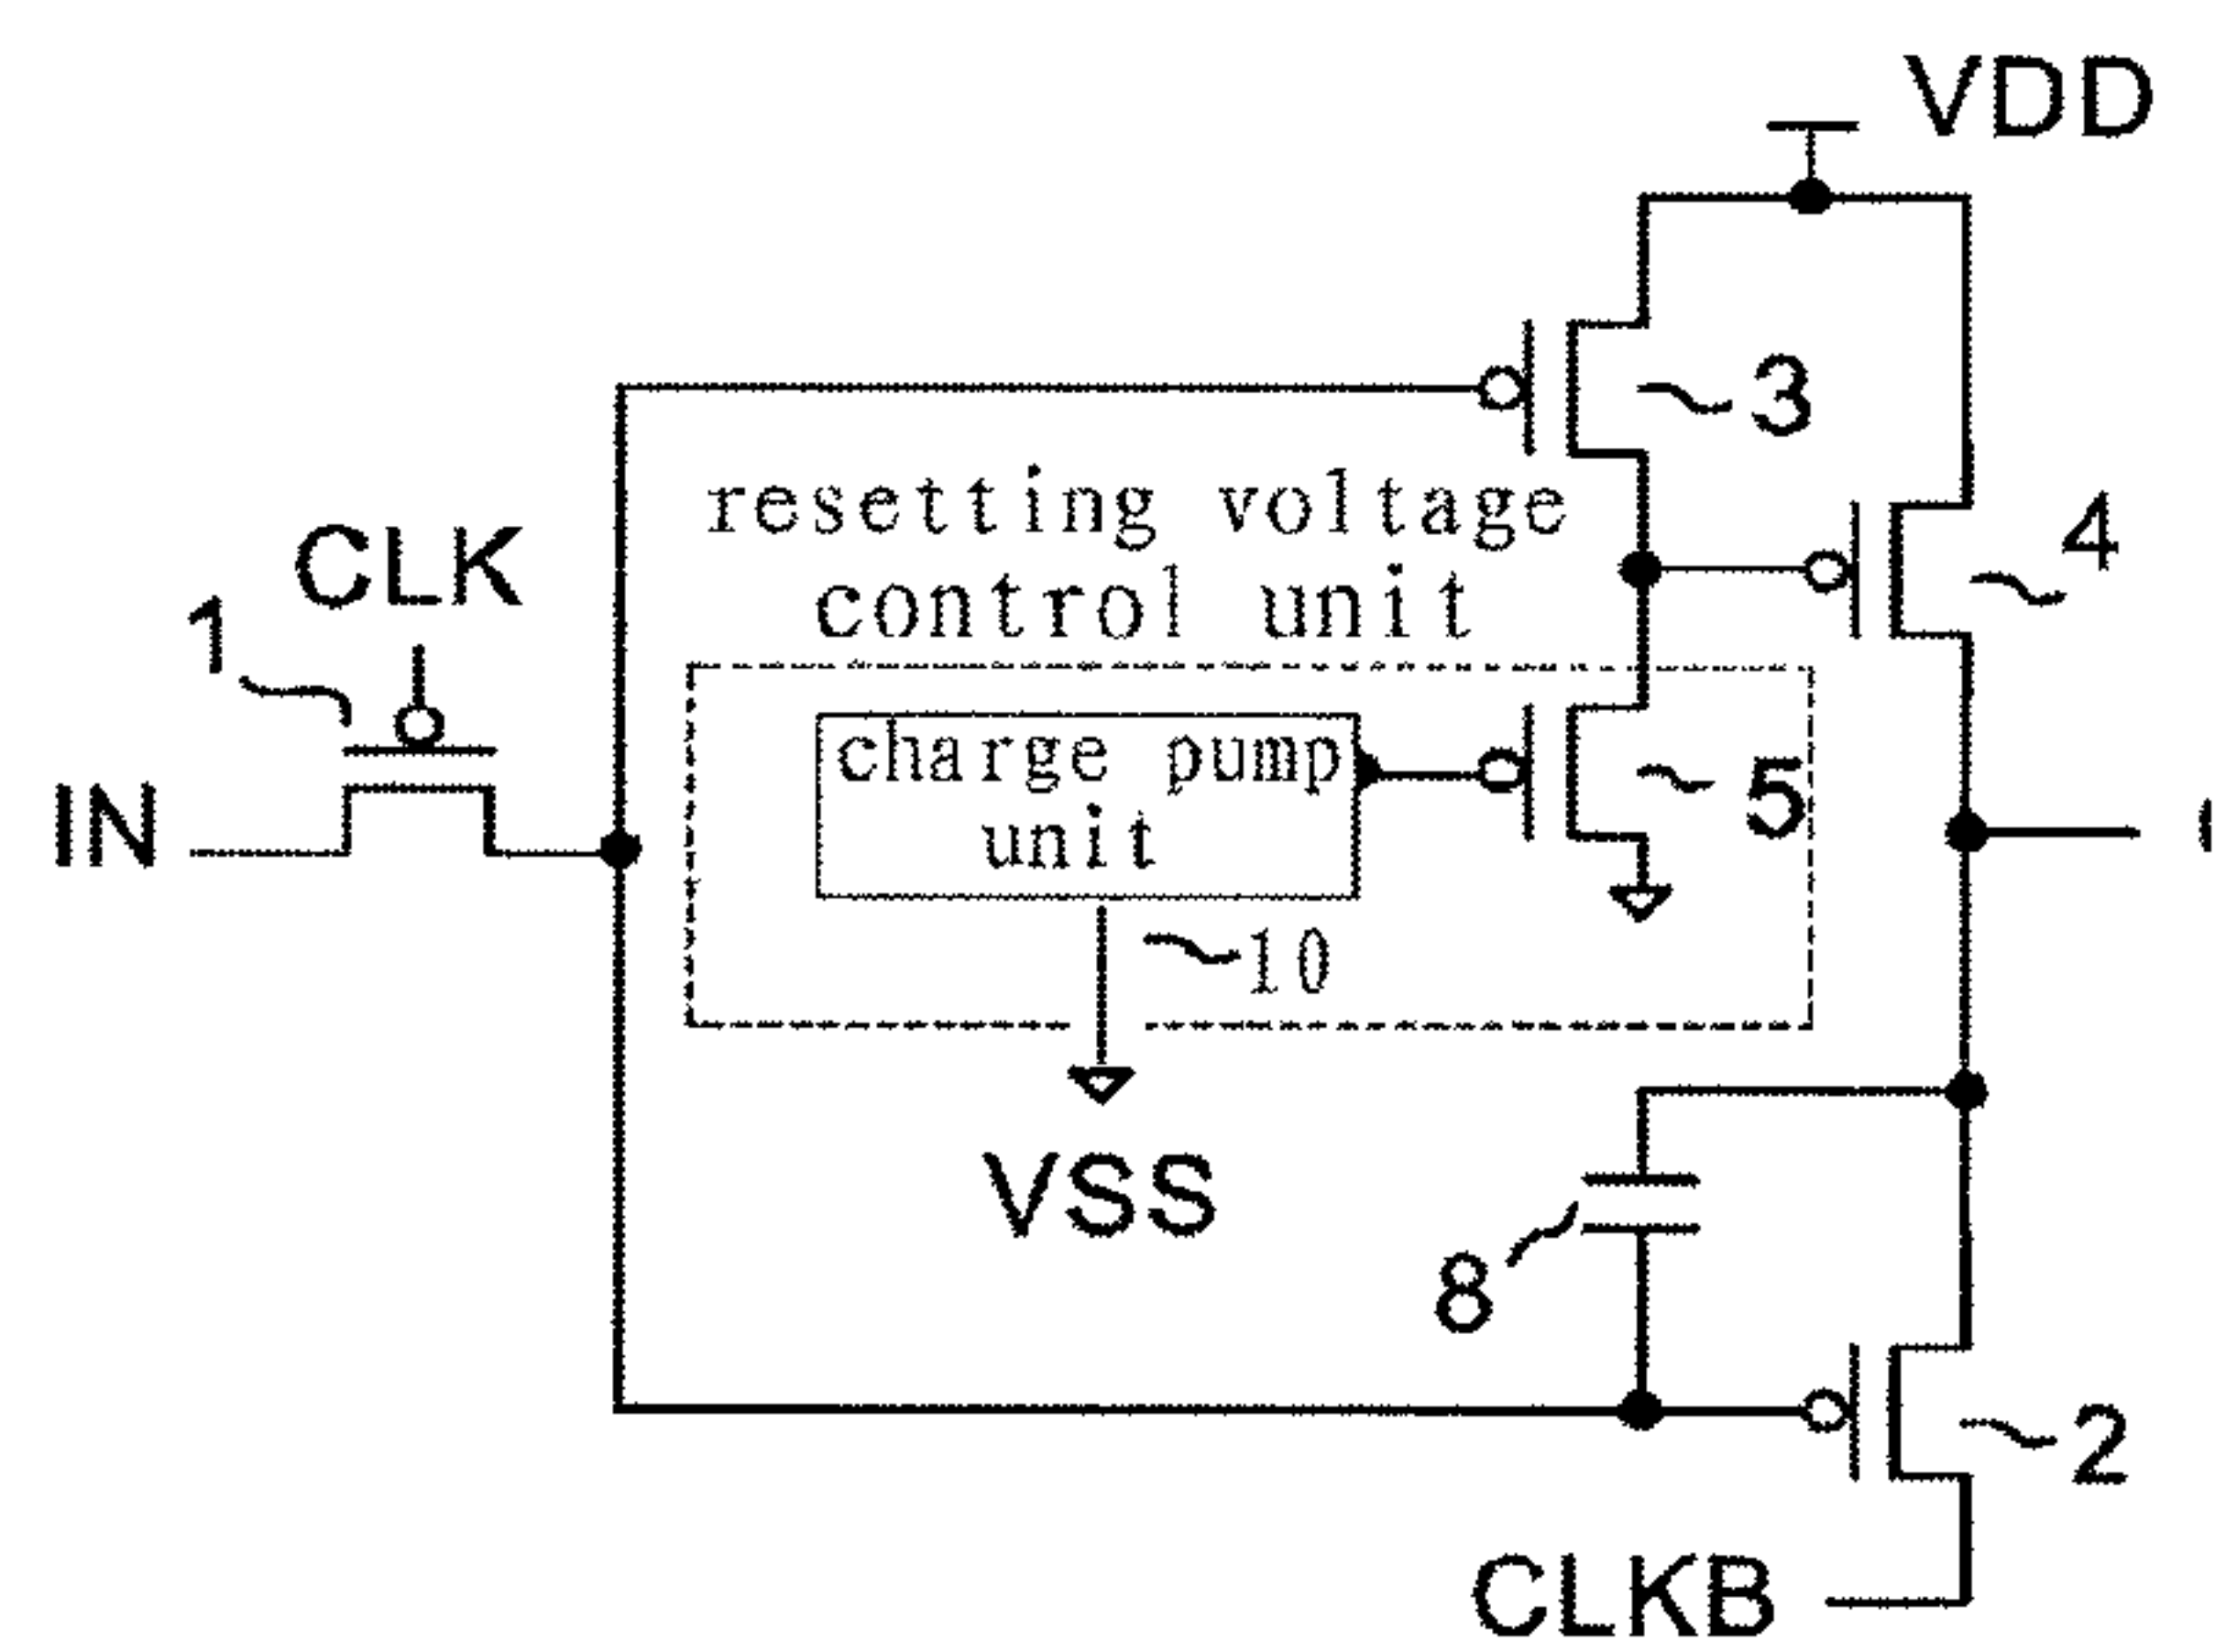 VDD
3
resetting voltage
control unit
4
CLK
1
charge pump
unit
5
IN
10
VSS
8
2
CLKB